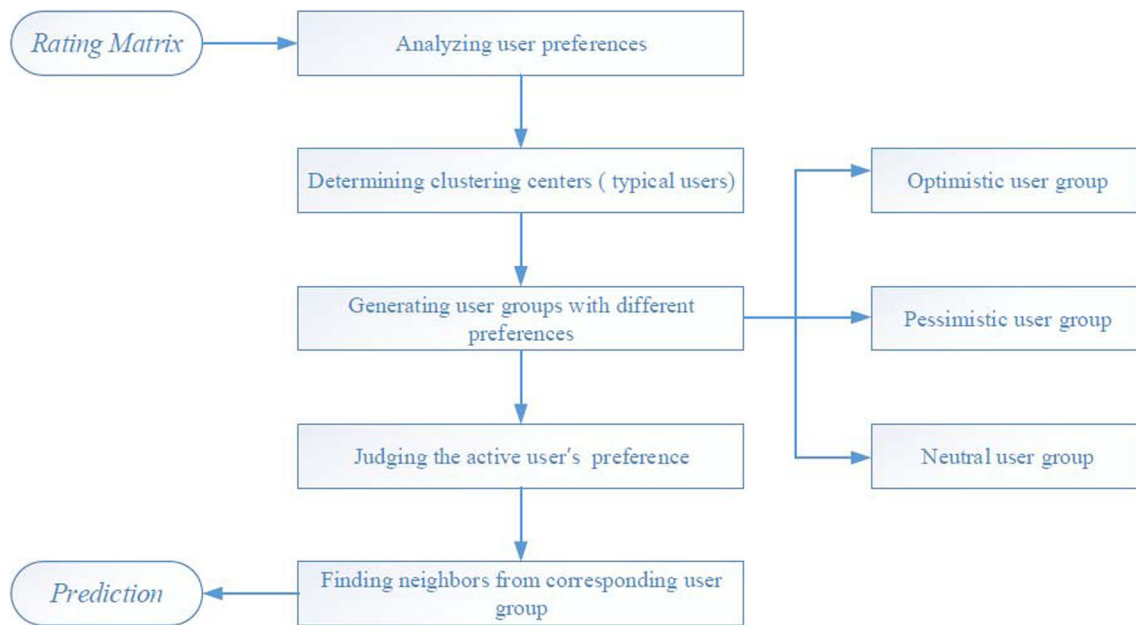 Rating Matrix
Analyzing user preferences
Determining clustering centers ( typical users)
Optimistic user group
Generating user groups with different
preferences
Pessimistic user group
Judging the active user's preference
Neutral user group
Finding neighbors from corresponding user
group
Prediction